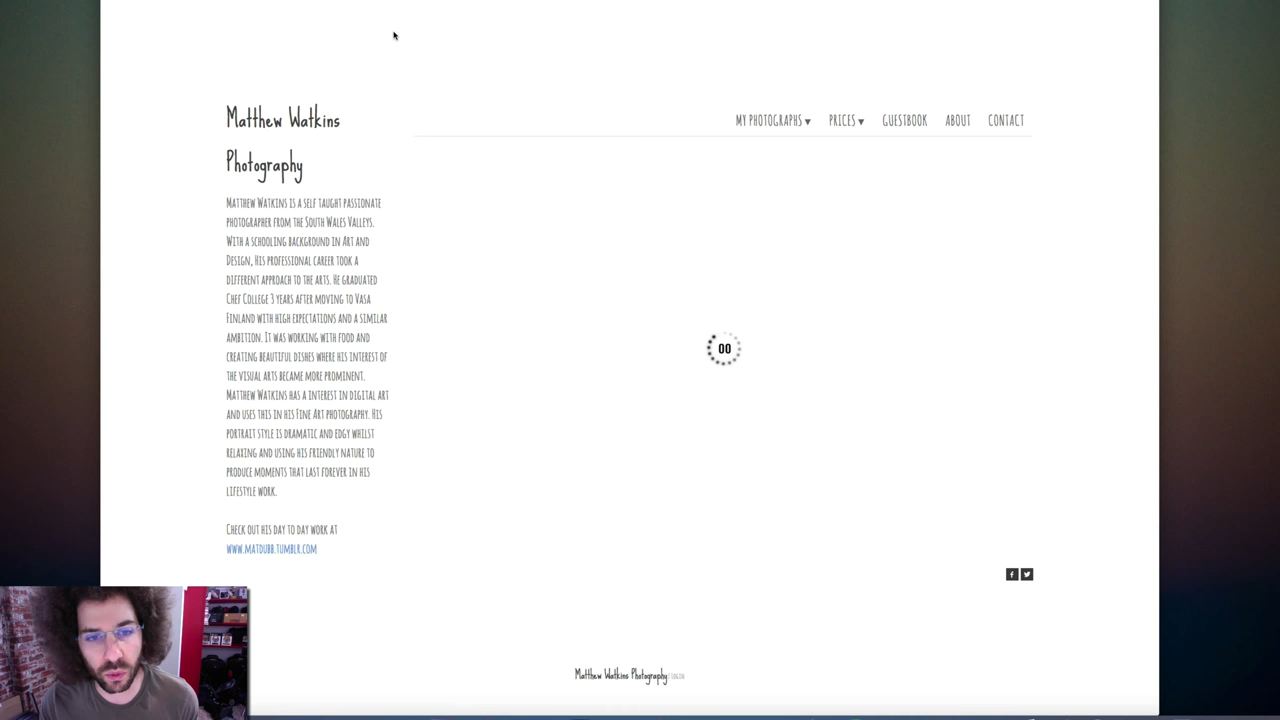 Matthew Watkins
Photography
MY PHOTOGRAPHS ▾ PRICES ▾ GUESTBOOK ABOUT CONTACT
MATTHEW WATKINS IS A SELF TAUGHT PASSIONATE
PHOTOGRAPHER FROM THE SOUTH WALES VALLEYS.
WITH A SCHOOLING BACKGROUND IN ART AND
DESIGN, HIS PROFESSIONAL CAREER TOOK A
DIFFERENT APPROACH TO THE ARTS. HE GRADUATED
CHEF COLLEGE 3 YEARS AFTER MOVING TO VASA
FINLAND WITH HIGH EXPECTATIONS AND A SIMILAR
AMBITION. IT WAS WORKING WITH FOOD AND
CREATING BEAUTIFUL DISHES WHERE HIS INTEREST OF
THE VISUAL ARTS BECAME MORE PROMINENT.
MATTHEW WATKINS HAS A INTEREST IN DIGITAL ART
AND USES THIS IN HIS FINE ART PHOTOGRAPHY. HIS
PORTRAIT STYLE IS DRAMATIC AND EDGY WHILST
RELAXING AND USING HIS FRIENDLY NATURE TO
PRODUCE MOMENTS THAT LAST FOREVER IN HIS
LIFESTYLE WORK.
CHECK OUT HIS DAY TO DAY WORK AT
WWW.MATDUBB.TUMBLR.COM
00
Matthew Watkins Photography | LOGIN